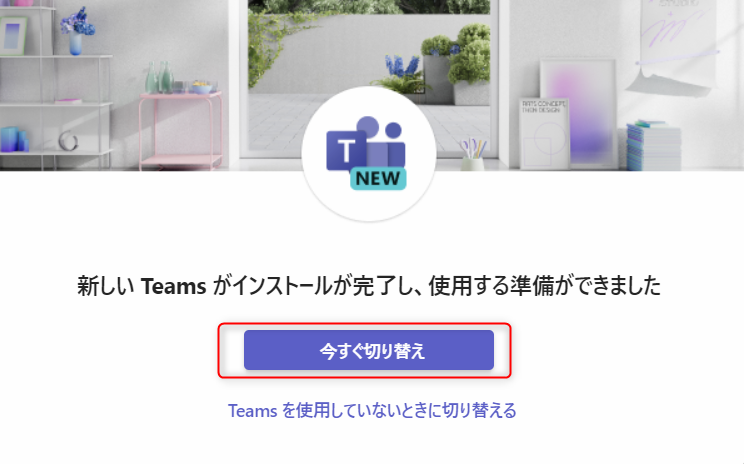 ARTS CONCEPT
T
NEW
新しい Teams がインストールが完了し、使用する準備ができました
今すぐ切り替え
Teams を使用していないときに切り替える